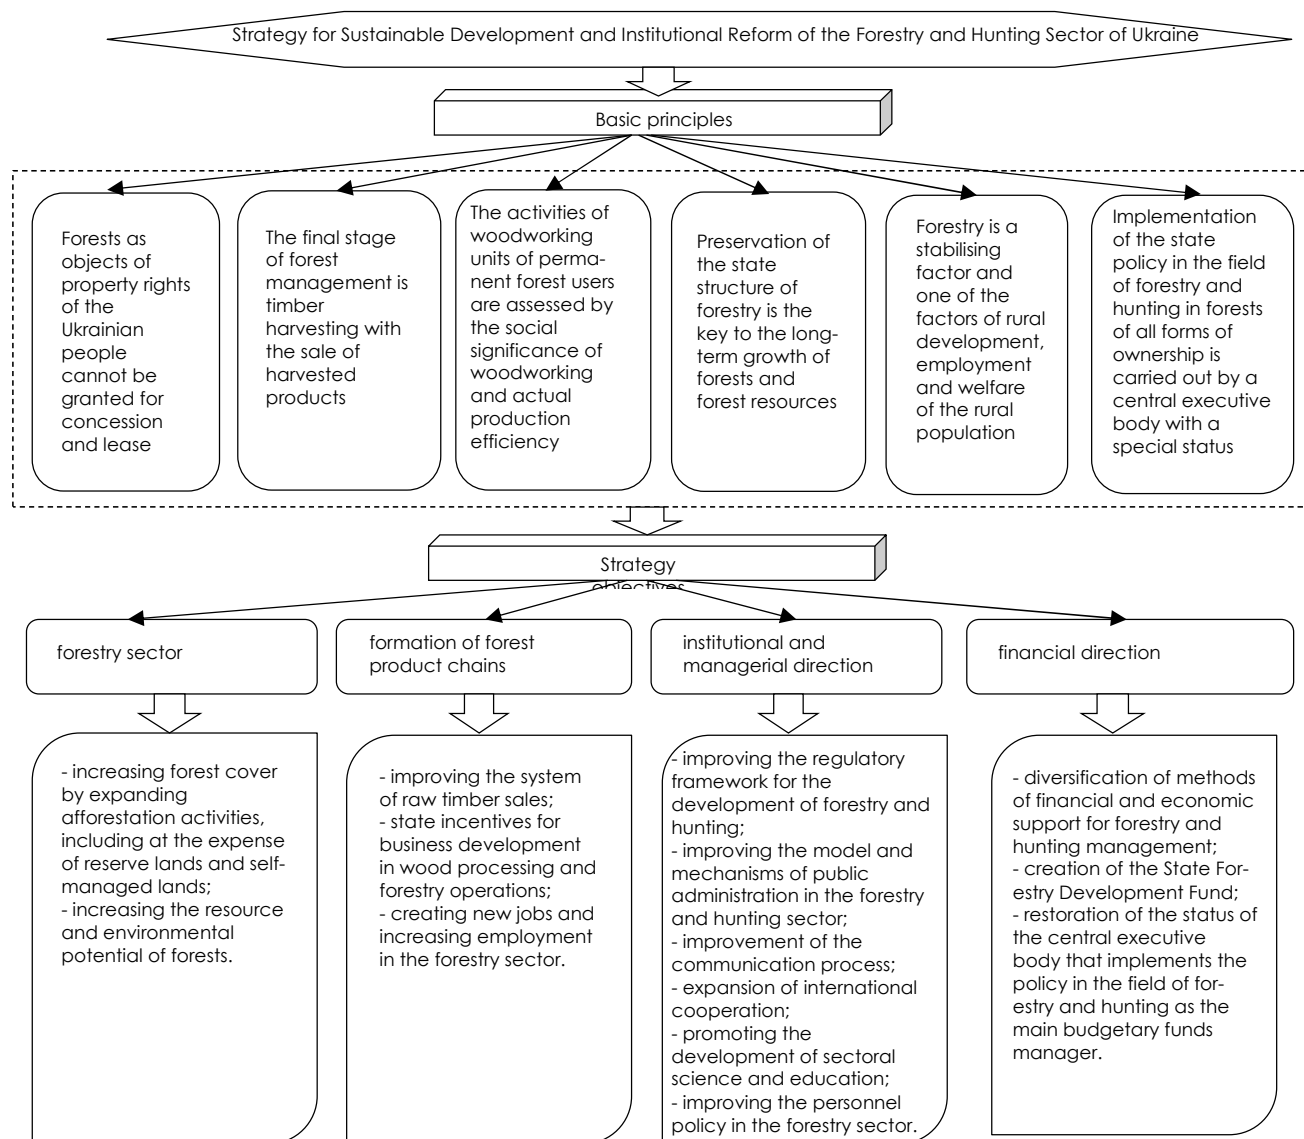 Strategy for Sustainable Development and Institutional Reform of the Forestry and Hunting Sector of Ukraine
Basic principles
Forests as
objects of
property rights
of the
Ukrainian
people
cannot be
granted for
concession
and lease
The final stage
of forest
management is
timber
harvesting with
the sale of
harvested
products
The activities of
woodworking
units of perma-
nent forest users
are assessed by
the social
significance of
woodworking
and actual
production
efficiency
Preservation of
the state
structure of
forestry is the
key to the long-
term growth of
forests and
forest resources
Forestry is a
stabilising
factor and
one of the
factors of rural
development,
employment
and welfare
of the rural
population
Implementation
of the state
policy in the field
of forestry and
hunting in forests
of all forms of
ownership is
carried out by a
central executive
body with a
special status
Strategy
objectives
forestry sector
formation of forest
product chains
institutional and
managerial direction
financial direction
- increasing forest cover
by expanding
afforestation activities,
including at the expense
of reserve lands and self-
managed lands;
- increasing the resource
and environmental
potential of forests.
- improving the system
of raw timber sales;
- state incentives for
business development
in wood processing and
forestry operations;
- creating new jobs and
increasing employment
in the forestry sector.
- improving the regulatory
framework for the
development of forestry and
hunting;
- improving the model and
mechanisms of public
administration in the forestry
and hunting sector;
- improvement of the
communication process;
- expansion of international
cooperation;
- promoting the
development of sectoral
science and education;
- improving the personnel
policy in the forestry sector.
- diversification of methods
of financial and economic
support for forestry and
hunting management;
- creation of the State For-
estry Development Fund;
- restoration of the status of
the central executive
body that implements the
policy in the field of for-
estry and hunting as the
main budgetary funds
manager.